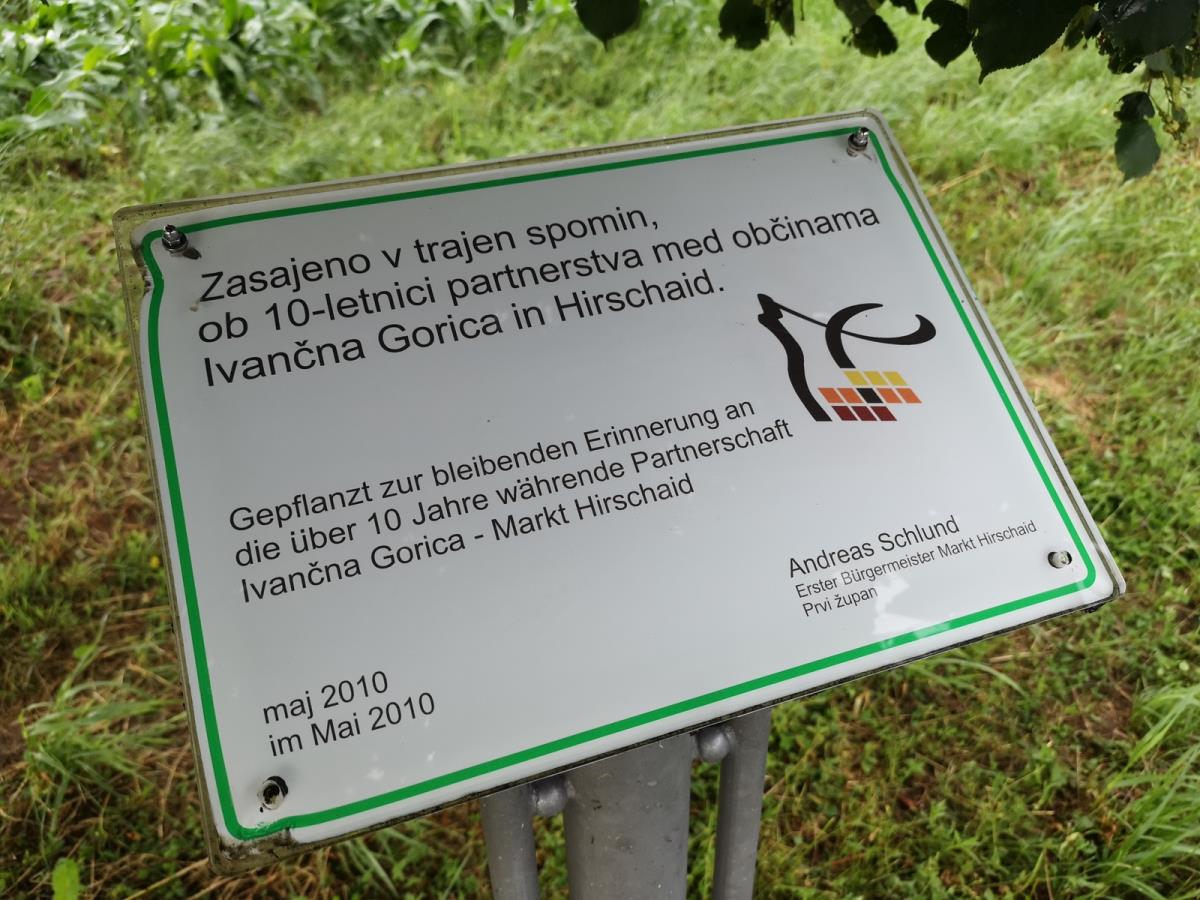 Zasajeno v trajen spomin,
ob 10-letnici partnerstva med občinama
Ivančna Gorica in Hirschaid.
Gepflanzt zur bleibenden Erinnerung an
die über 10 Jahre währende Partnerschaft
Ivančna Gorica - Markt Hirschaid
Andreas Schlund
Erster Bürgermeister Markt Hirschaid
Prvi župan
maj 2010
im Mai 2010